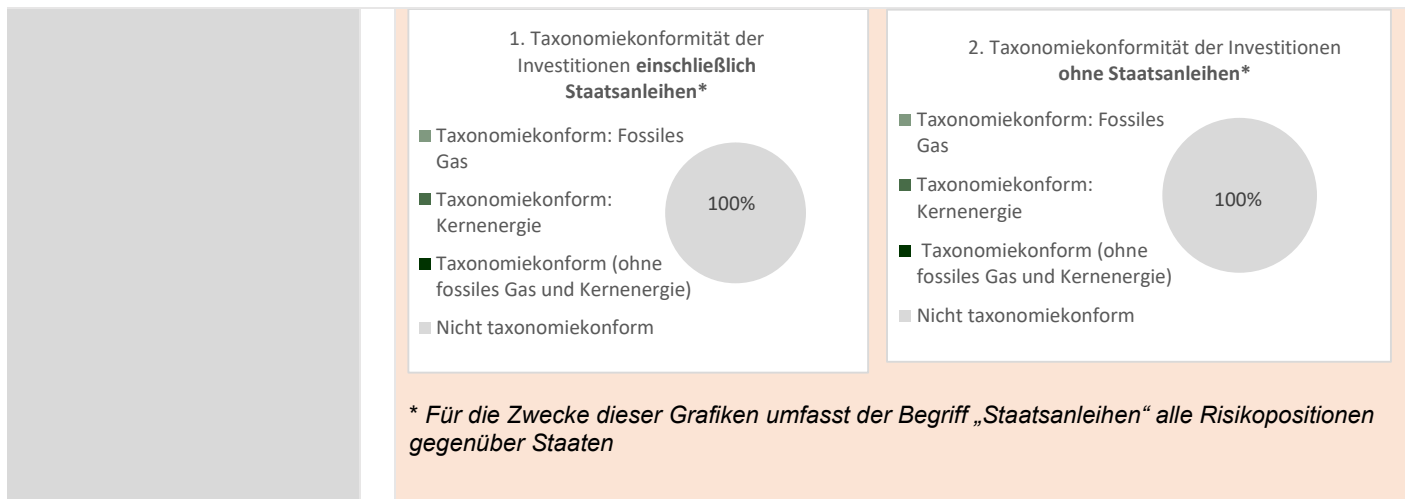 1. Taxonomiekonformität der
Investitionen einschließlich
Staatsanleihen*
Taxonomiekonform: Fossiles
Gas
Taxonomiekonform:
Kernenergie
Taxonomiekonform (ohne
fossiles Gas und Kernenergie)
Nicht taxonomiekonform
100%
2. Taxonomiekonformität der Investitionen
ohne Staatsanleihen*
Taxonomiekonform: Fossiles
Gas
Taxonomiekonform:
Kernenergie
Taxonomiekonform (ohne
fossiles Gas und Kernenergie)
Nicht taxonomiekonform
100%
* Für die Zwecke dieser Grafiken umfasst der Begriff „Staatsanleihen“ alle Risikopositionen
gegenüber Staaten